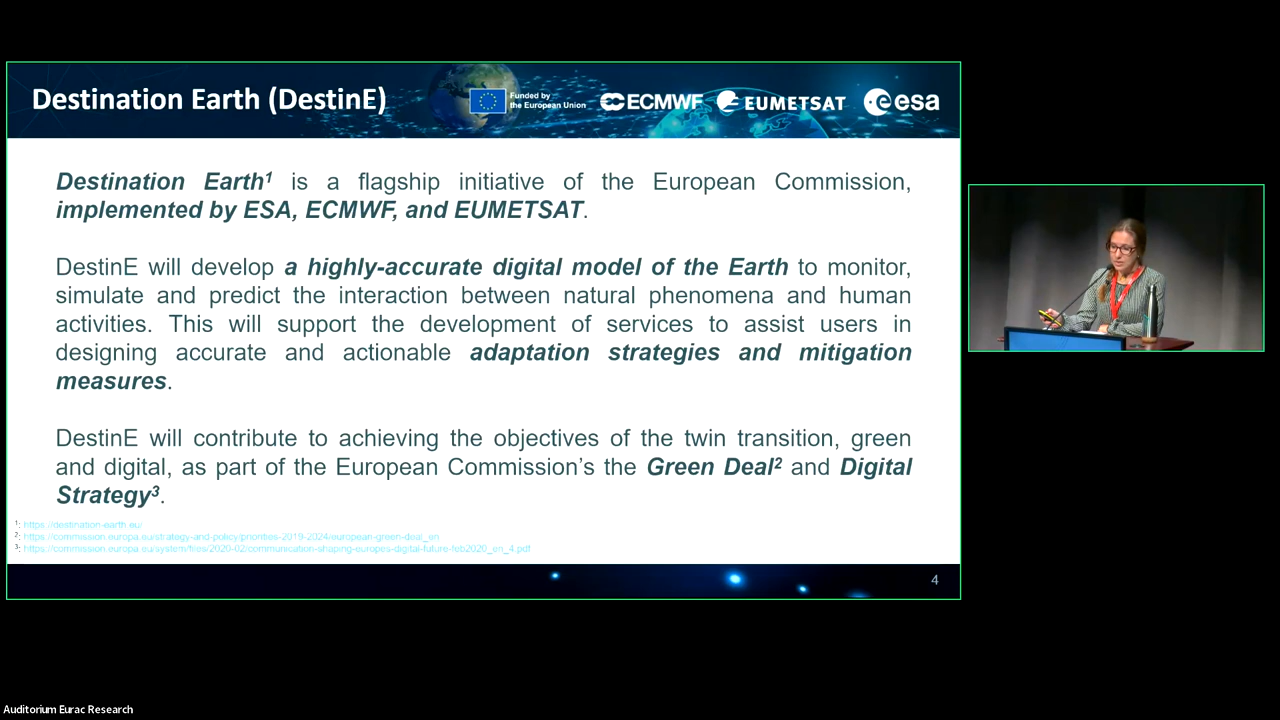 Destination Earth (DestinE)
Funded by
the European Union
ECMWF
EUMETSAT
esa
Destination Earth¹ is a flagship initiative of the European Commission,
implemented by ESA, ECMWF, and EUMETSAT.
DestinE will develop a highly-accurate digital model of the Earth to monitor,
simulate and predict the interaction between natural phenomena and human
activities. This will support the development of services to assist users in
designing accurate and actionable adaptation strategies and mitigation
measures.
DestinE will contribute to achieving the objectives of the twin transition, green
and digital, as part of the European Commission's the Green Deal² and Digital
Strategy³.
¹: https://destination-earth.eu/
²: https://commission.europa.eu/strategy-and-policy/priorities-2019-2024/european-green-deal_en
³: https://commission.europa.eu/system/files/2020-02/communication-shaping-europes-digital-future-feb2020_en_4.pdf
4
Auditorium Eurac Research